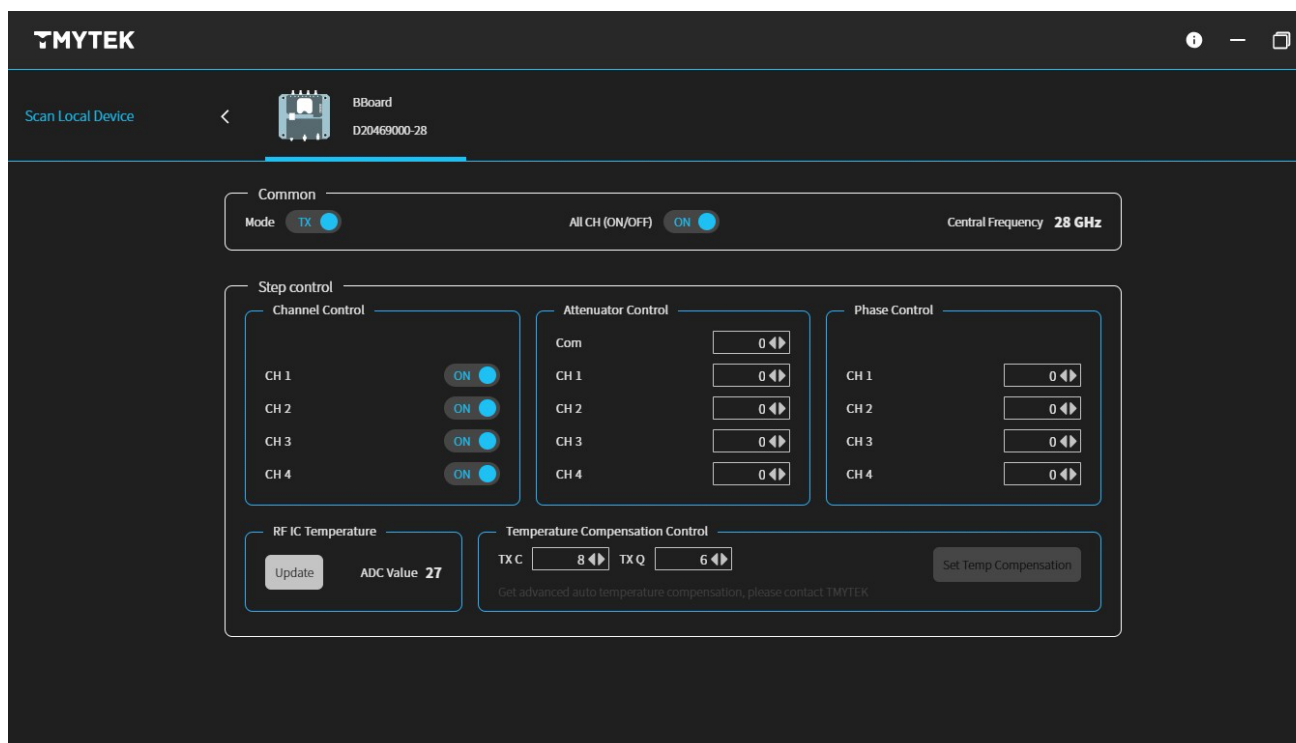 TMYTEK
Scan Local Device
BBoard
D20469000-28
Common
Mode TX All CH (ON/OFF) ON Central Frequency 28 GHz
Step control
Channel Control Attenuator Control Phase Control
Com 0
CH 1 ON CH 1 0 CH 1 0
CH 2 ON CH 2 0 CH 2 0
CH 3 ON CH 3 0 CH 3 0
CH 4 ON CH 4 0 CH 4 0
RF IC Temperature Temperature Compensation Control
TX C 8 TX Q 6
Update ADC Value 27 Set Temp Compensation
Get advanced auto temperature compensation, please contact TMYTEK